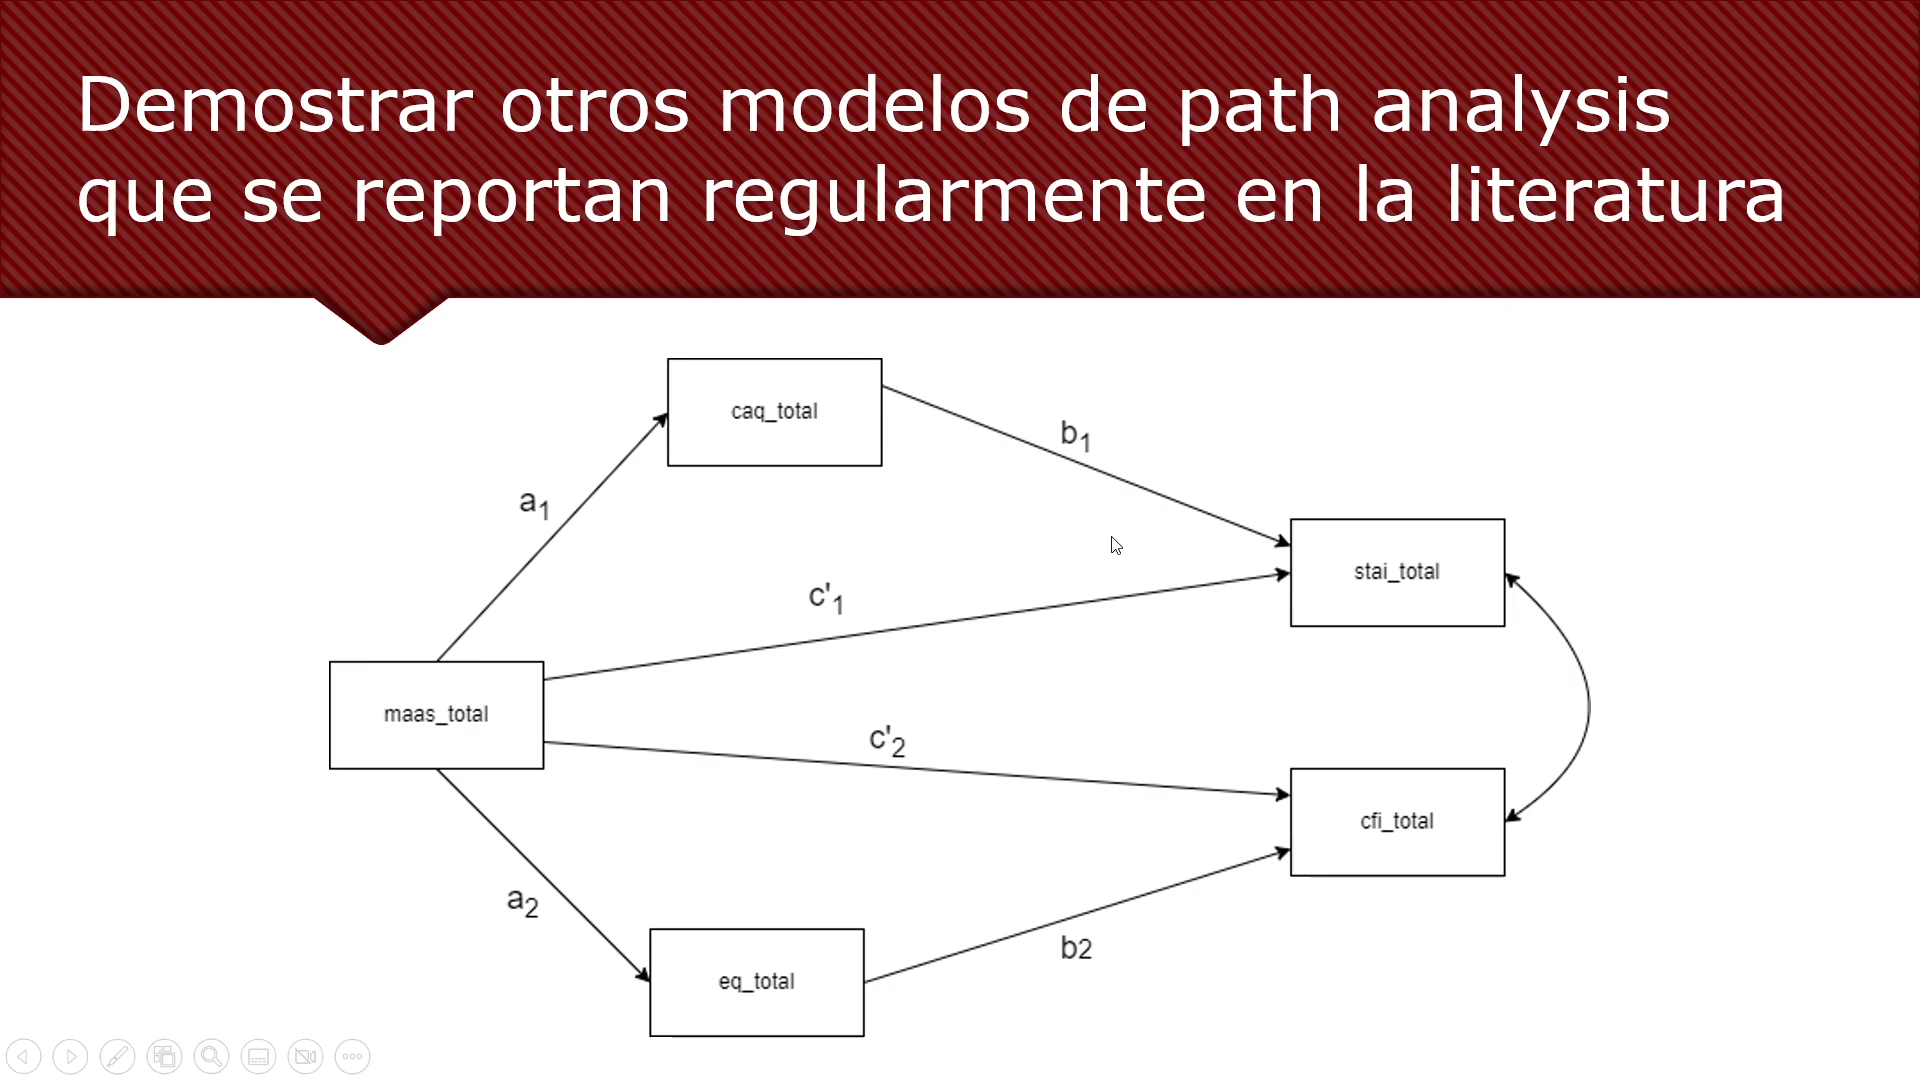 Demostrar otros modelos de path analysis
que se reportan regularmente en la literatura
caq_total
b1
a1
stai_total
c'1
maas_total
c'2
cfi_total
a2
b2
eq_total